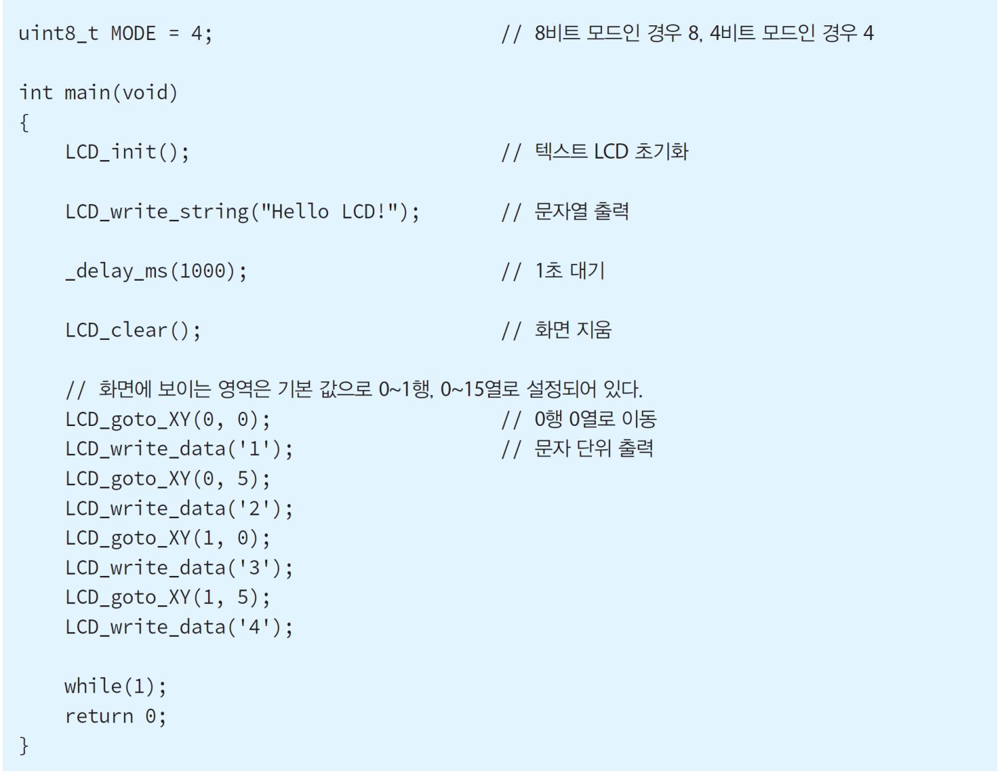 uint8_t MODE = 4; // 8비트 모드인 경우 8, 4비트 모드인 경우 4
int main(void)
{
LCD_init(); // 텍스트 LCD 초기화
LCD_write_string("Hello LCD!"); // 문자열 출력
_delay_ms(1000); // 1초 대기
LCD_clear(); // 화면 지움
// 화면에 보이는 영역은 기본 값으로 0~1행, 0~15열로 설정되어 있다.
LCD_goto_XY(0, 0); // 0행 0열로 이동
LCD_write_data('1'); // 문자 단위 출력
LCD_goto_XY(0, 5);
LCD_write_data('2');
LCD_goto_XY(1, 0);
LCD_write_data('3');
LCD_goto_XY(1, 5);
LCD_write_data('4');
while(1);
return 0;
}